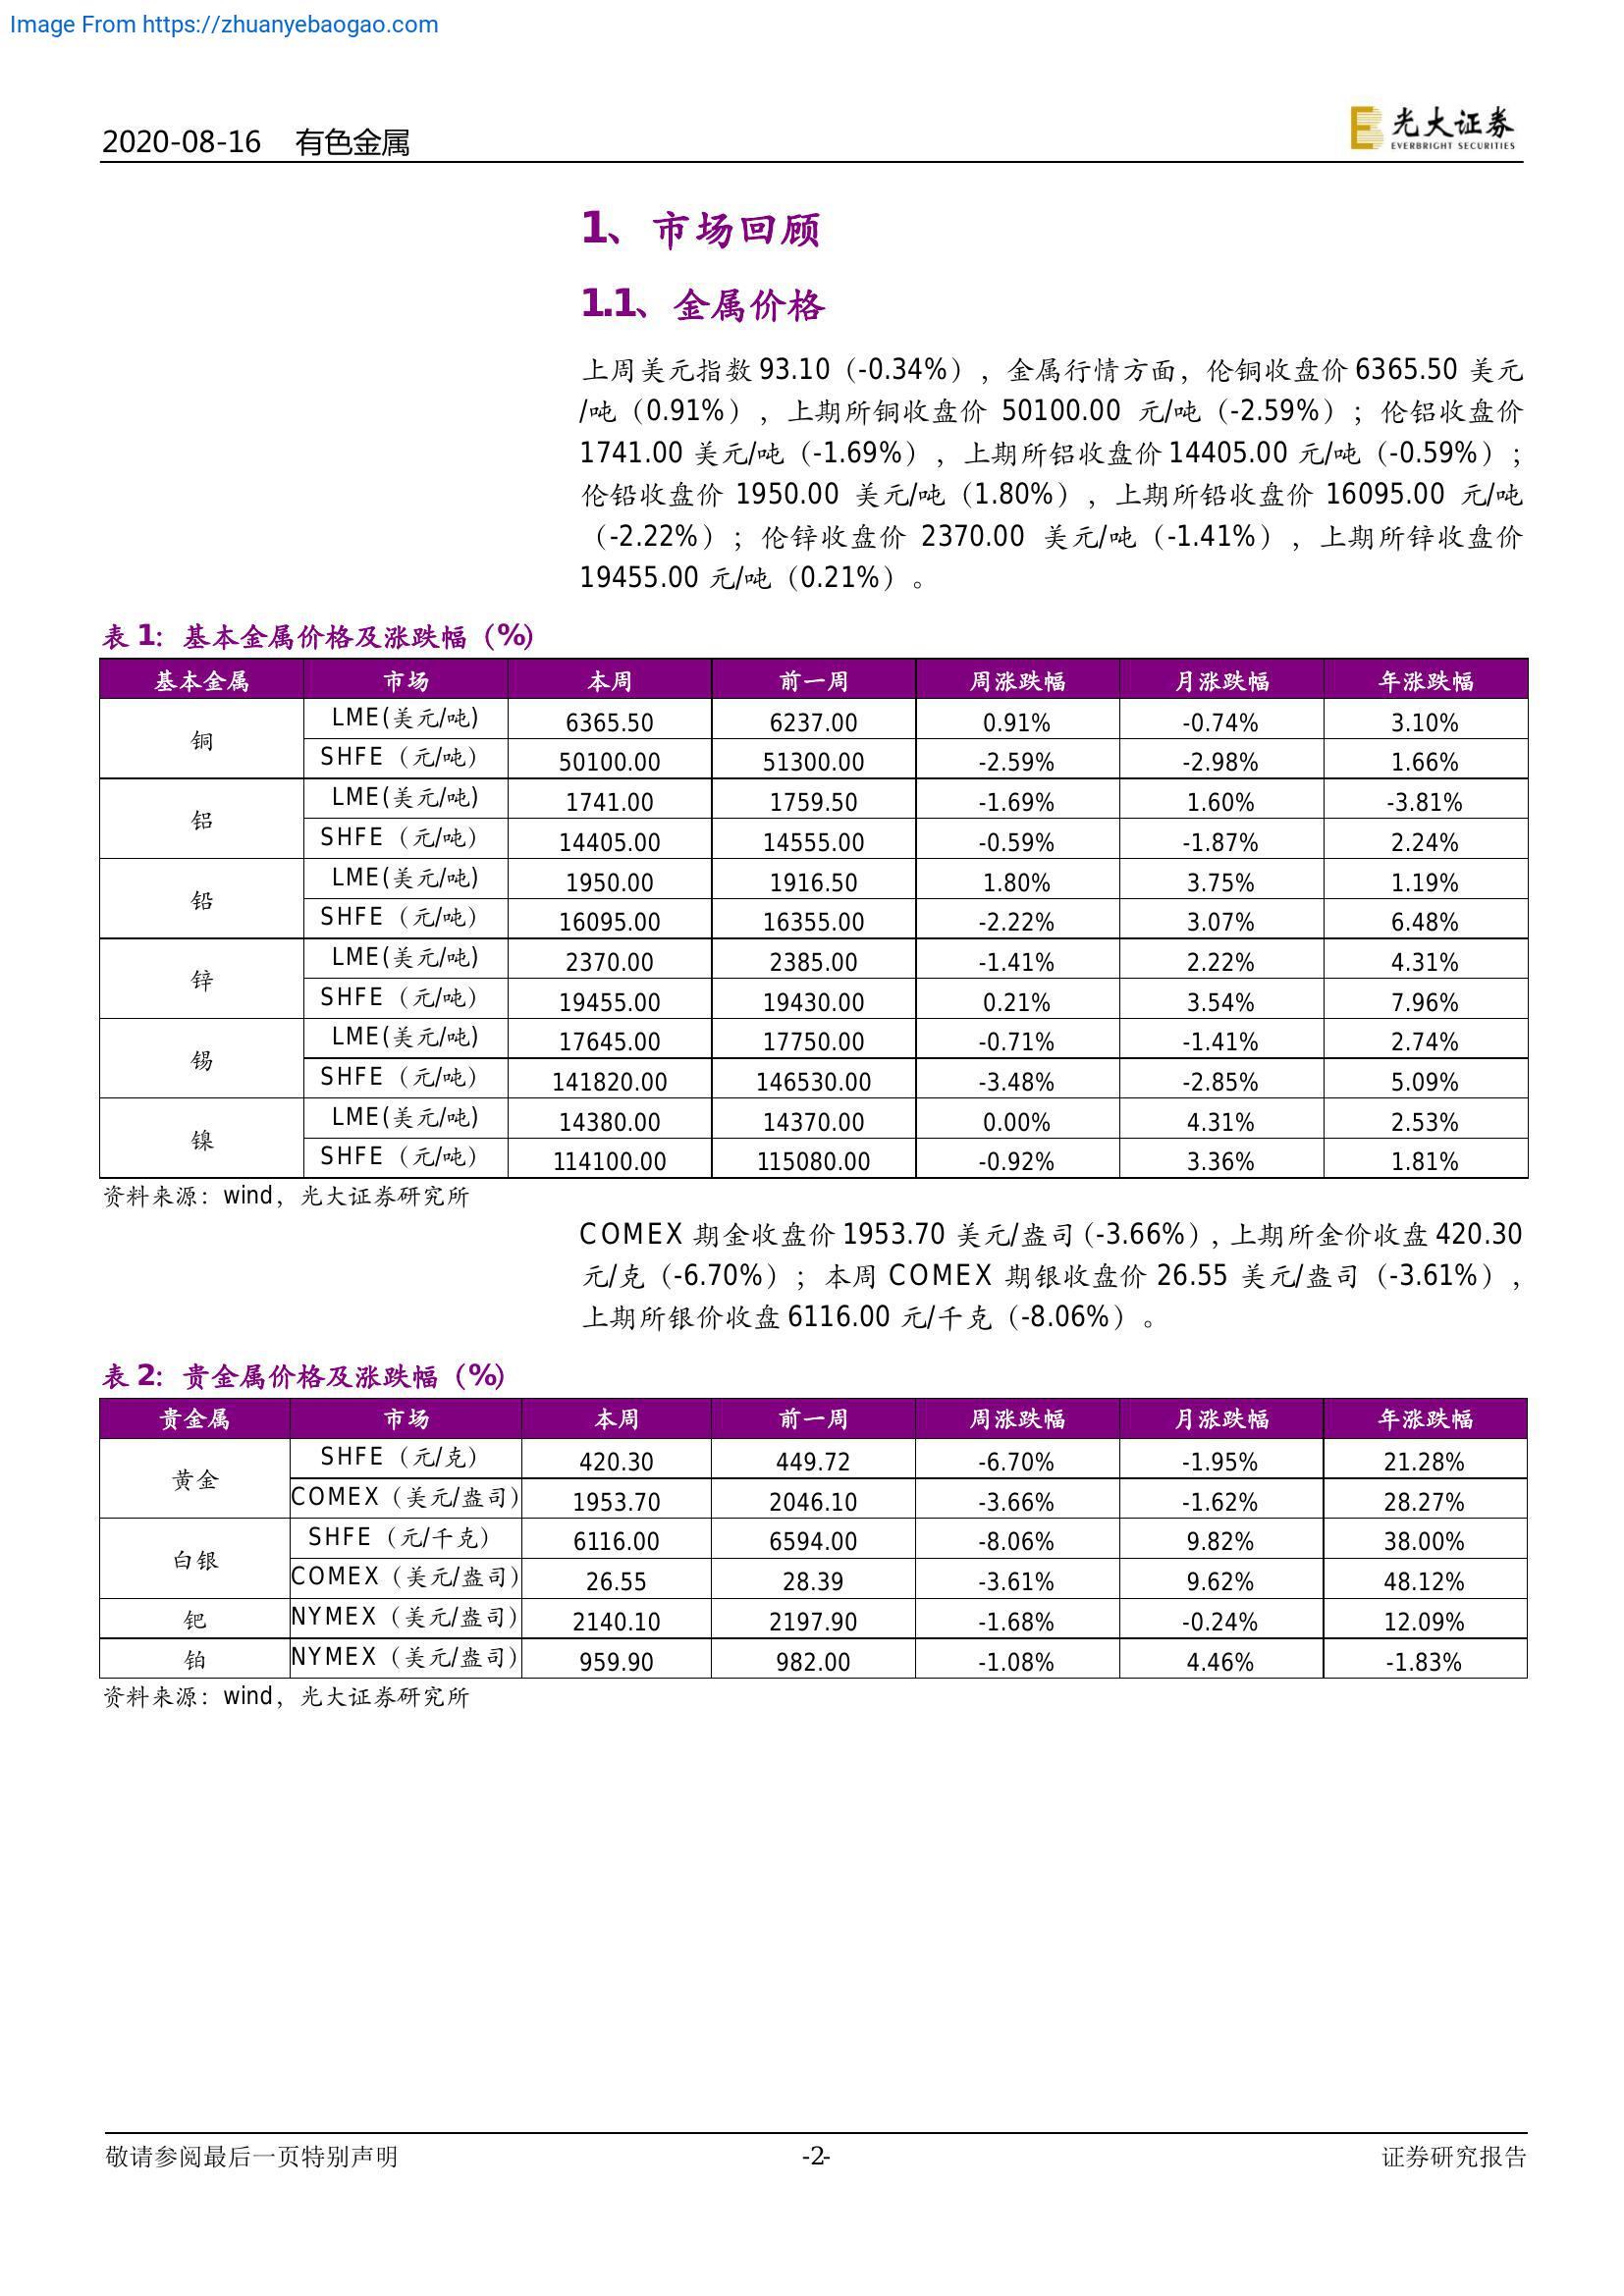 Image From https://zhuanyebaogao.com
2020-08-16 有色金属
光大证券
EVERBRIGHT SECURITIES
1、市场回顾
1.1、金属价格
上周美元指数 93.10（-0.34%），金属行情方面，伦铜收盘价 6365.50 美元
/吨（0.91%），上期所铜收盘价 50100.00 元/吨（-2.59%）；伦铝收盘价
1741.00 美元/吨（-1.69%），上期所铝收盘价 14405.00 元/吨（-0.59%）；
伦铅收盘价 1950.00 美元/吨（1.80%），上期所铅收盘价 16095.00 元/吨
（-2.22%）；伦锌收盘价 2370.00 美元/吨（-1.41%），上期所锌收盘价
19455.00 元/吨（0.21%）。
表 1：基本金属价格及涨跌幅（%）
基本金属 市场 本周 前一周 周涨跌幅 月涨跌幅 年涨跌幅
铜 LME(美元/吨) 6365.50 6237.00 0.91% -0.74% 3.10%
SHFE（元/吨） 50100.00 51300.00 -2.59% -2.98% 1.66%
铝 LME(美元/吨) 1741.00 1759.50 -1.69% 1.60% -3.81%
SHFE（元/吨） 14405.00 14555.00 -0.59% -1.87% 2.24%
铅 LME(美元/吨) 1950.00 1916.50 1.80% 3.75% 1.19%
SHFE（元/吨） 16095.00 16355.00 -2.22% 3.07% 6.48%
锌 LME(美元/吨) 2370.00 2385.00 -1.41% 2.22% 4.31%
SHFE（元/吨） 19455.00 19430.00 0.21% 3.54% 7.96%
锡 LME(美元/吨) 17645.00 17750.00 -0.71% -1.41% 2.74%
SHFE（元/吨） 141820.00 146530.00 -3.48% -2.85% 5.09%
镍 LME(美元/吨) 14380.00 14370.00 0.00% 4.31% 2.53%
SHFE（元/吨） 114100.00 115080.00 -0.92% 3.36% 1.81%
资料来源：wind，光大证券研究所
COMEX 期金收盘价 1953.70 美元/盎司（-3.66%），上期所金价收盘 420.30
元/克（-6.70%）；本周 COMEX 期银收盘价 26.55 美元/盎司（-3.61%），
上期所银价收盘 6116.00 元/千克（-8.06%）。
表 2：贵金属价格及涨跌幅（%）
贵金属 市场 本周 前一周 周涨跌幅 月涨跌幅 年涨跌幅
黄金 SHFE（元/克） 420.30 449.72 -6.70% -1.95% 21.28%
COMEX（美元/盎司） 1953.70 2046.10 -3.66% -1.62% 28.27%
白银 SHFE（元/千克） 6116.00 6594.00 -8.06% 9.82% 38.00%
COMEX（美元/盎司） 26.55 28.39 -3.61% 9.62% 48.12%
钯 NYMEX（美元/盎司） 2140.10 2197.90 -1.68% -0.24% 12.09%
铂 NYMEX（美元/盎司） 959.90 982.00 -1.08% 4.46% -1.83%
资料来源：wind，光大证券研究所
敬请参阅最后一页特别声明 -2- 证券研究报告